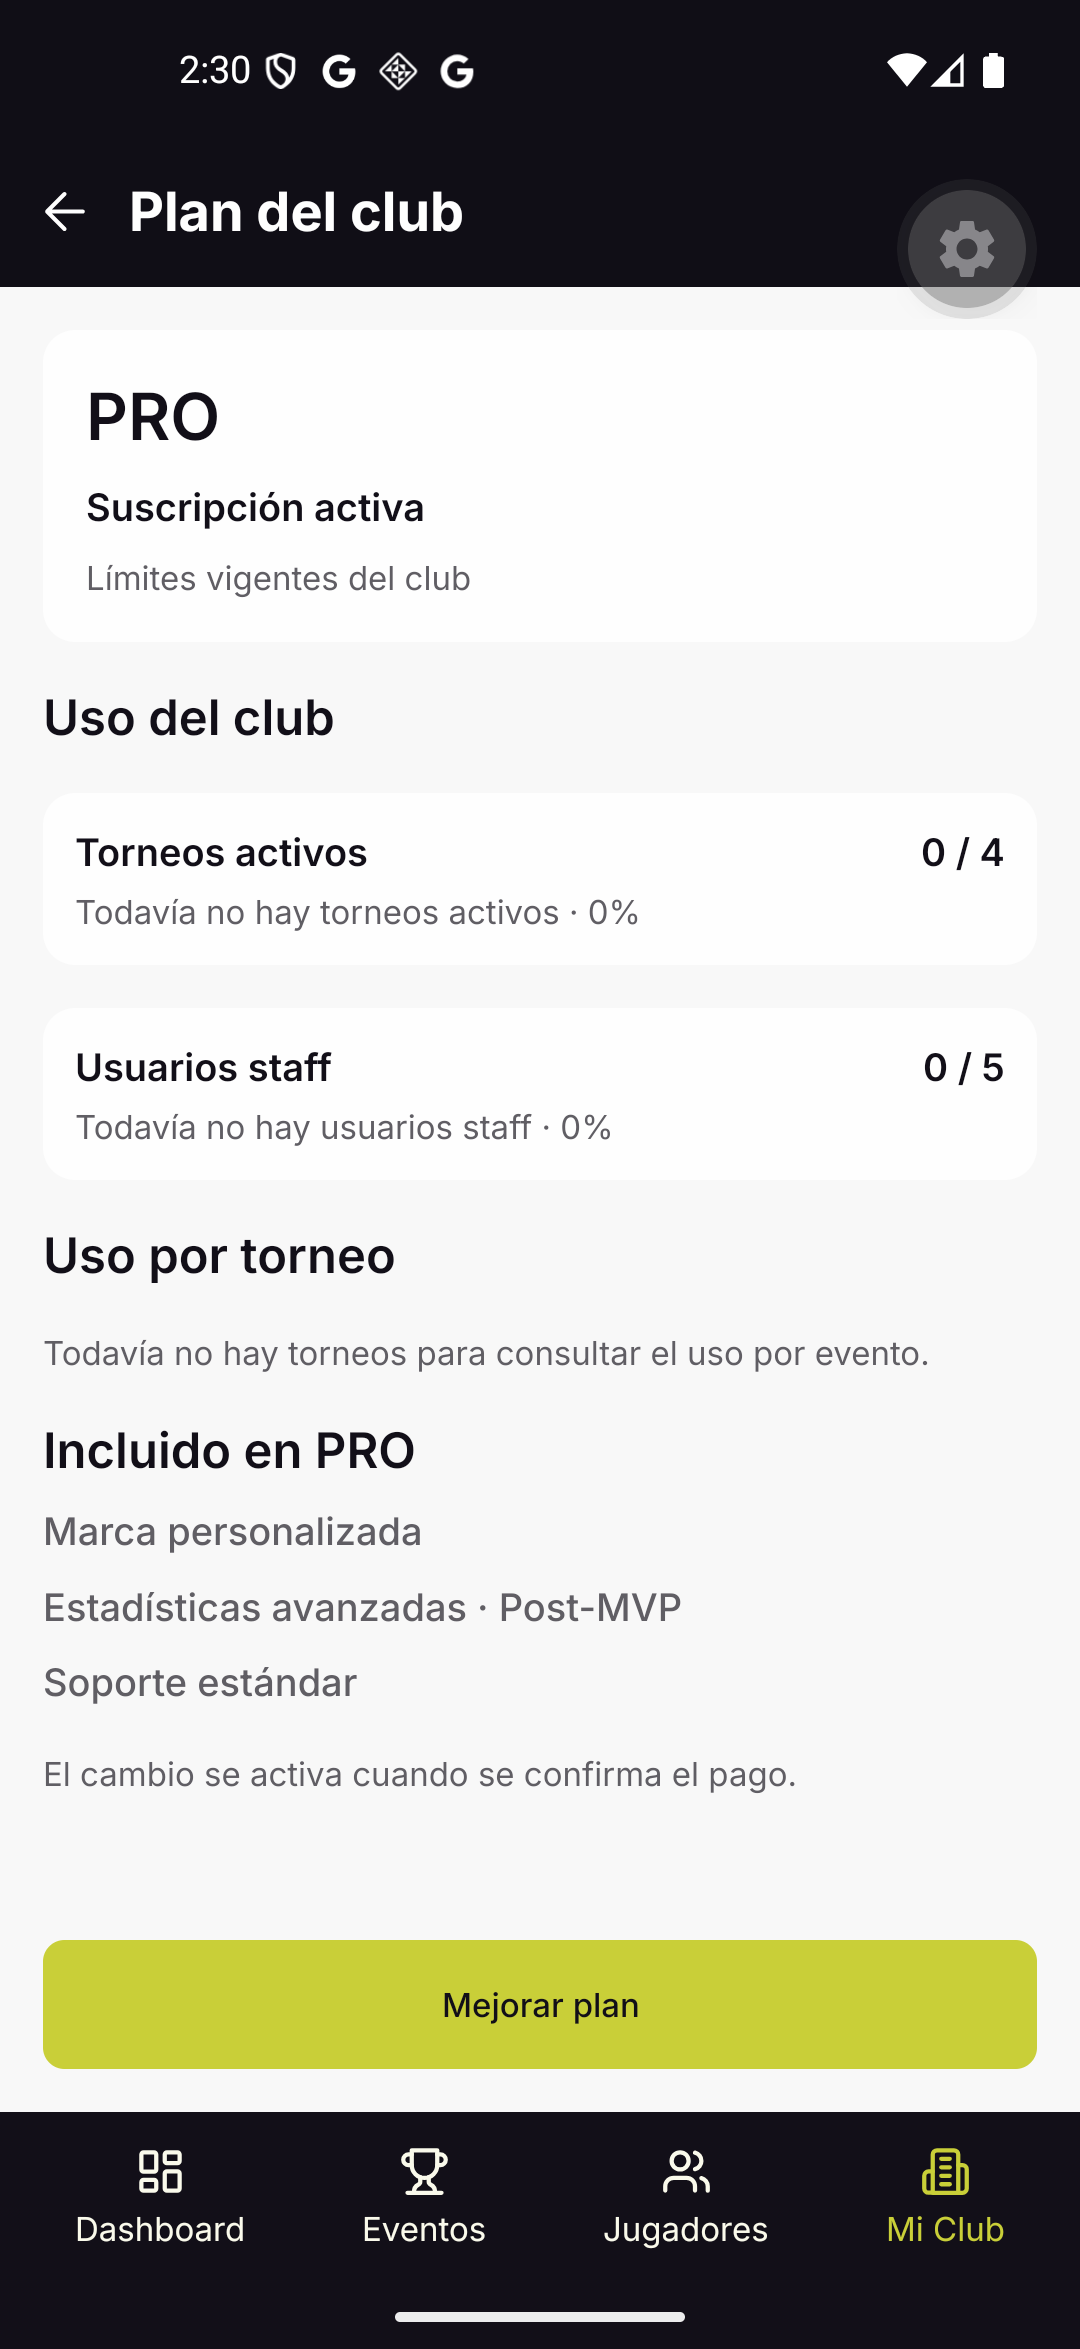 2:30
Plan del club
PRO
Suscripción activa
Límites vigentes del club
Uso del club
Torneos activos 0 / 4
Todavía no hay torneos activos · 0%
Usuarios staff 0 / 5
Todavía no hay usuarios staff · 0%
Uso por torneo
Todavía no hay torneos para consultar el uso por evento.
Incluido en PRO
Marca personalizada
Estadísticas avanzadas · Post-MVP
Soporte estándar
El cambio se activa cuando se confirma el pago.
Mejorar plan
Dashboard Eventos Jugadores Mi Club